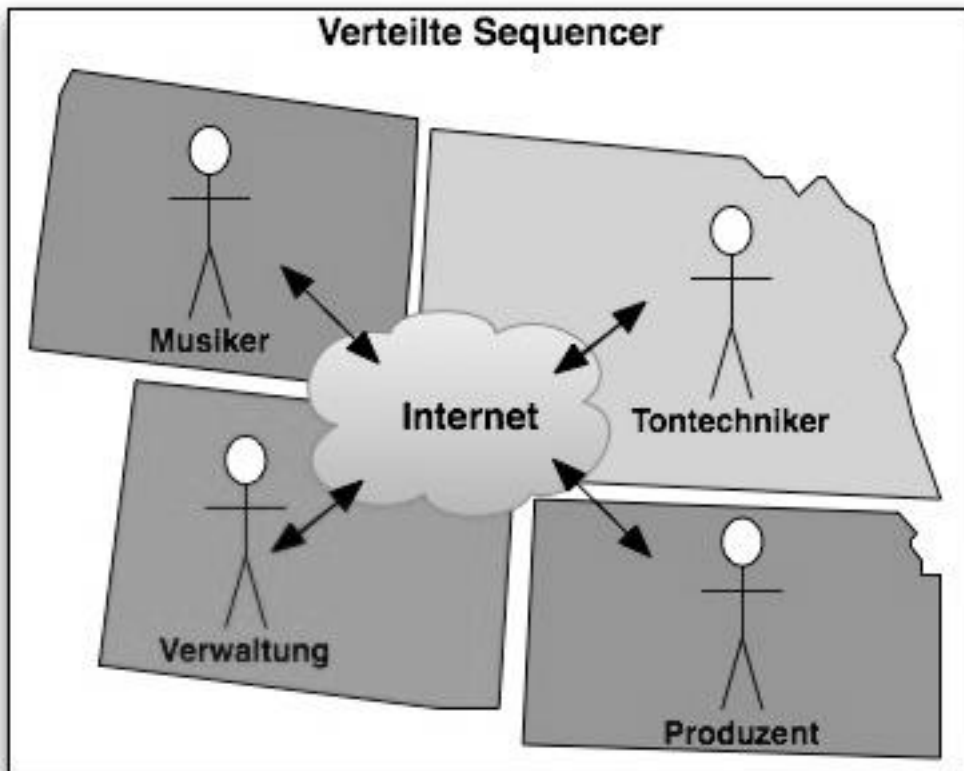 Verteilte Sequencer
Musiker
Internet
Tontechniker
Verwaltung
Produzent